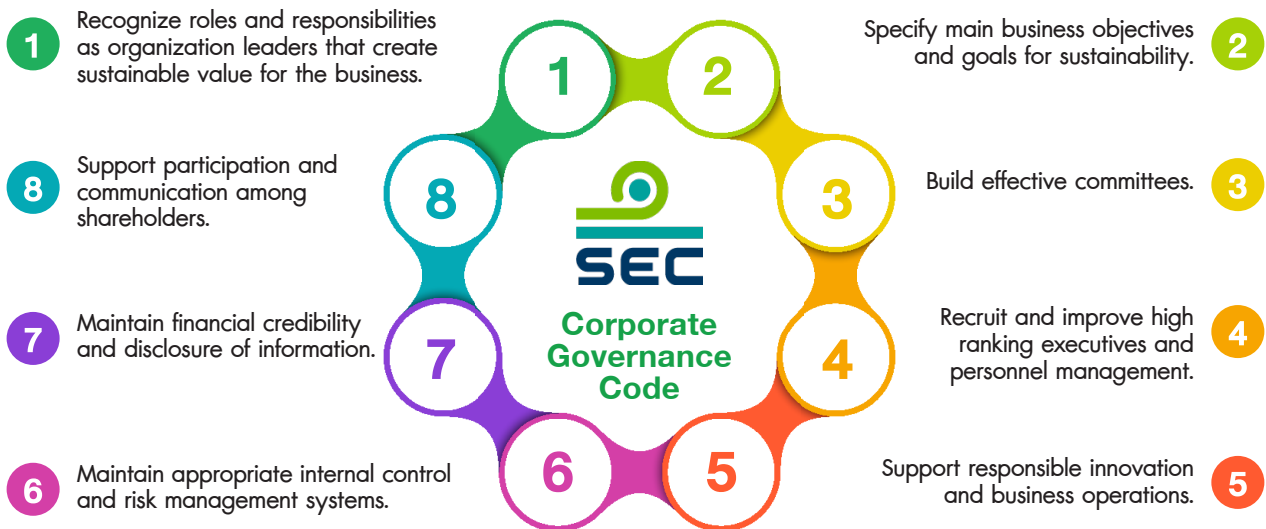 1
Recognize roles and responsibilities
as organization leaders that create
sustainable value for the business.
2
Specify main business objectives
and goals for sustainability.
3
Build effective committees.
4
Recruit and improve high
ranking executives and
personnel management.
5
Support responsible innovation
and business operations.
6
Maintain appropriate internal control
and risk management systems.
7
Maintain financial credibility
and disclosure of information.
8
Support participation and
communication among
shareholders.
1
2
3
4
5
6
7
8
SEC
Corporate
Governance
Code